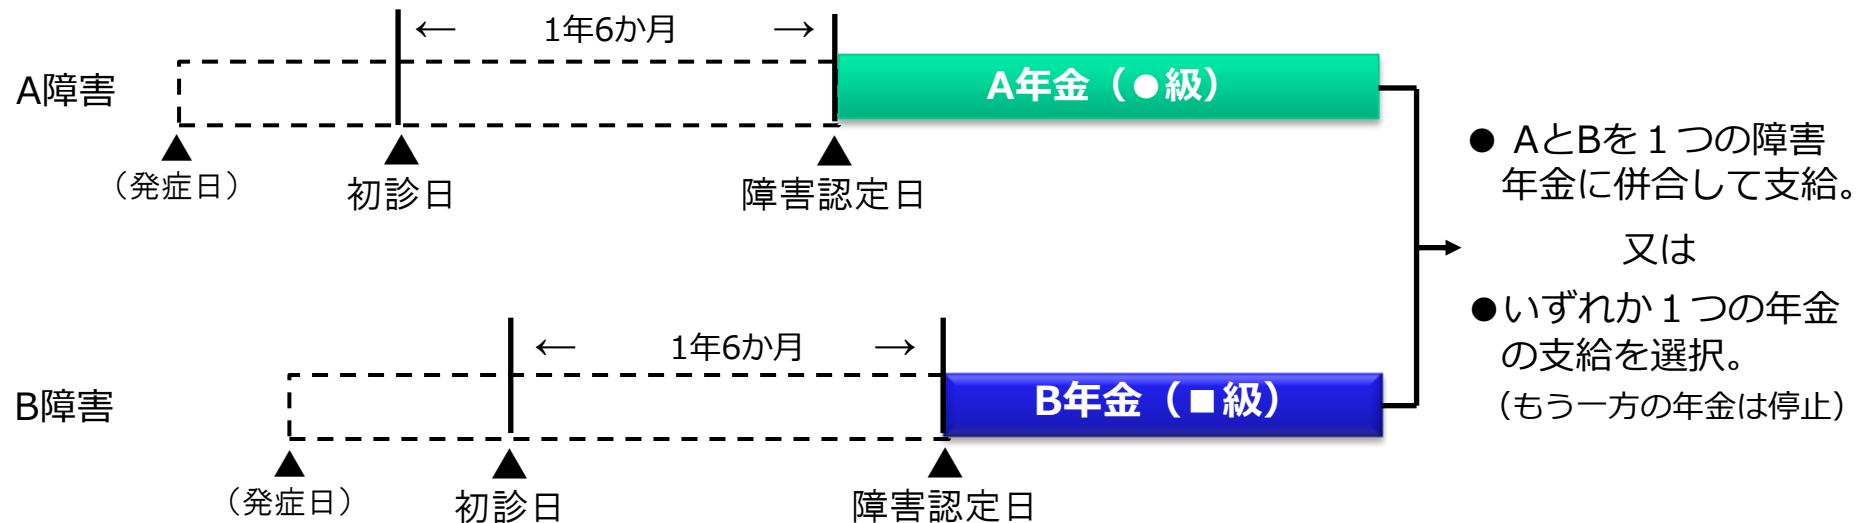 ← 1年6か月 →
A障害
A年金（●級）
（発症日）
初診日
障害認定日
← 1年6か月 →
B障害
B年金（■級）
（発症日）
初診日
障害認定日
● AとBを１つの障害
年金に併合して支給。
又は
●いずれか１つの年金
の支給を選択。
（もう一方の年金は停止）